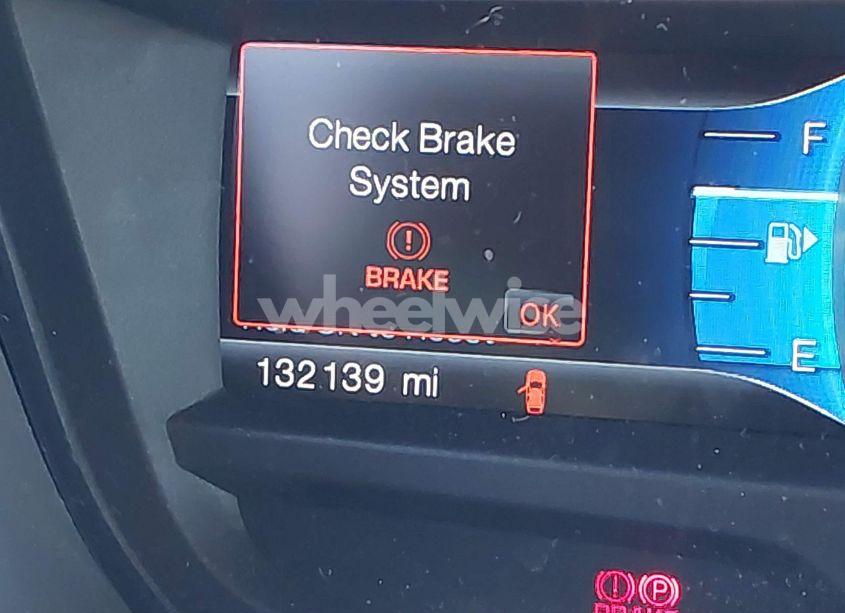 Check Brake
System
BRAKE
wheelwise
OK
132139 mi
F
E
P